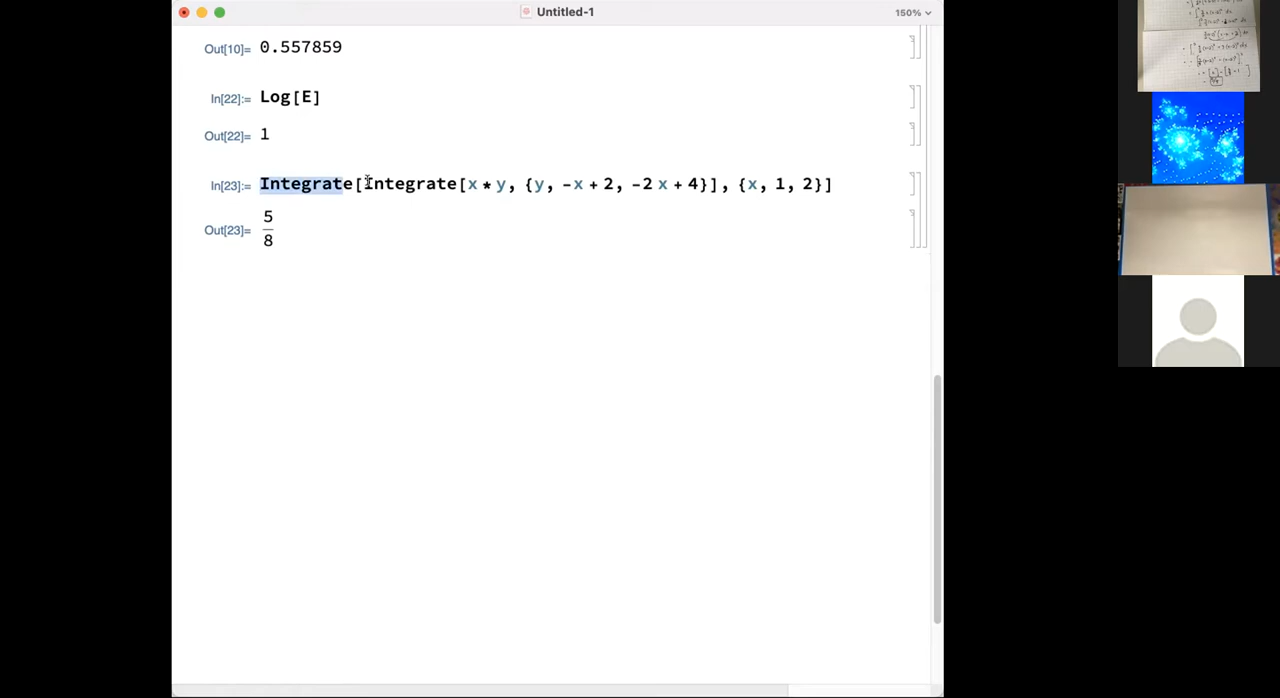 Untitled-1
150%
Out[10]= 0.557859
In[22]:= Log[E]
Out[22]= 1
In[23]:= Integrate[Integrate[x * y, {y, -x + 2, -2 x + 4}], {x, 1, 2}]
Out[23]= 5
8